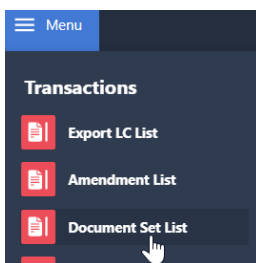 Menu
Transactions
Export LC List
Amendment List
Document Set List